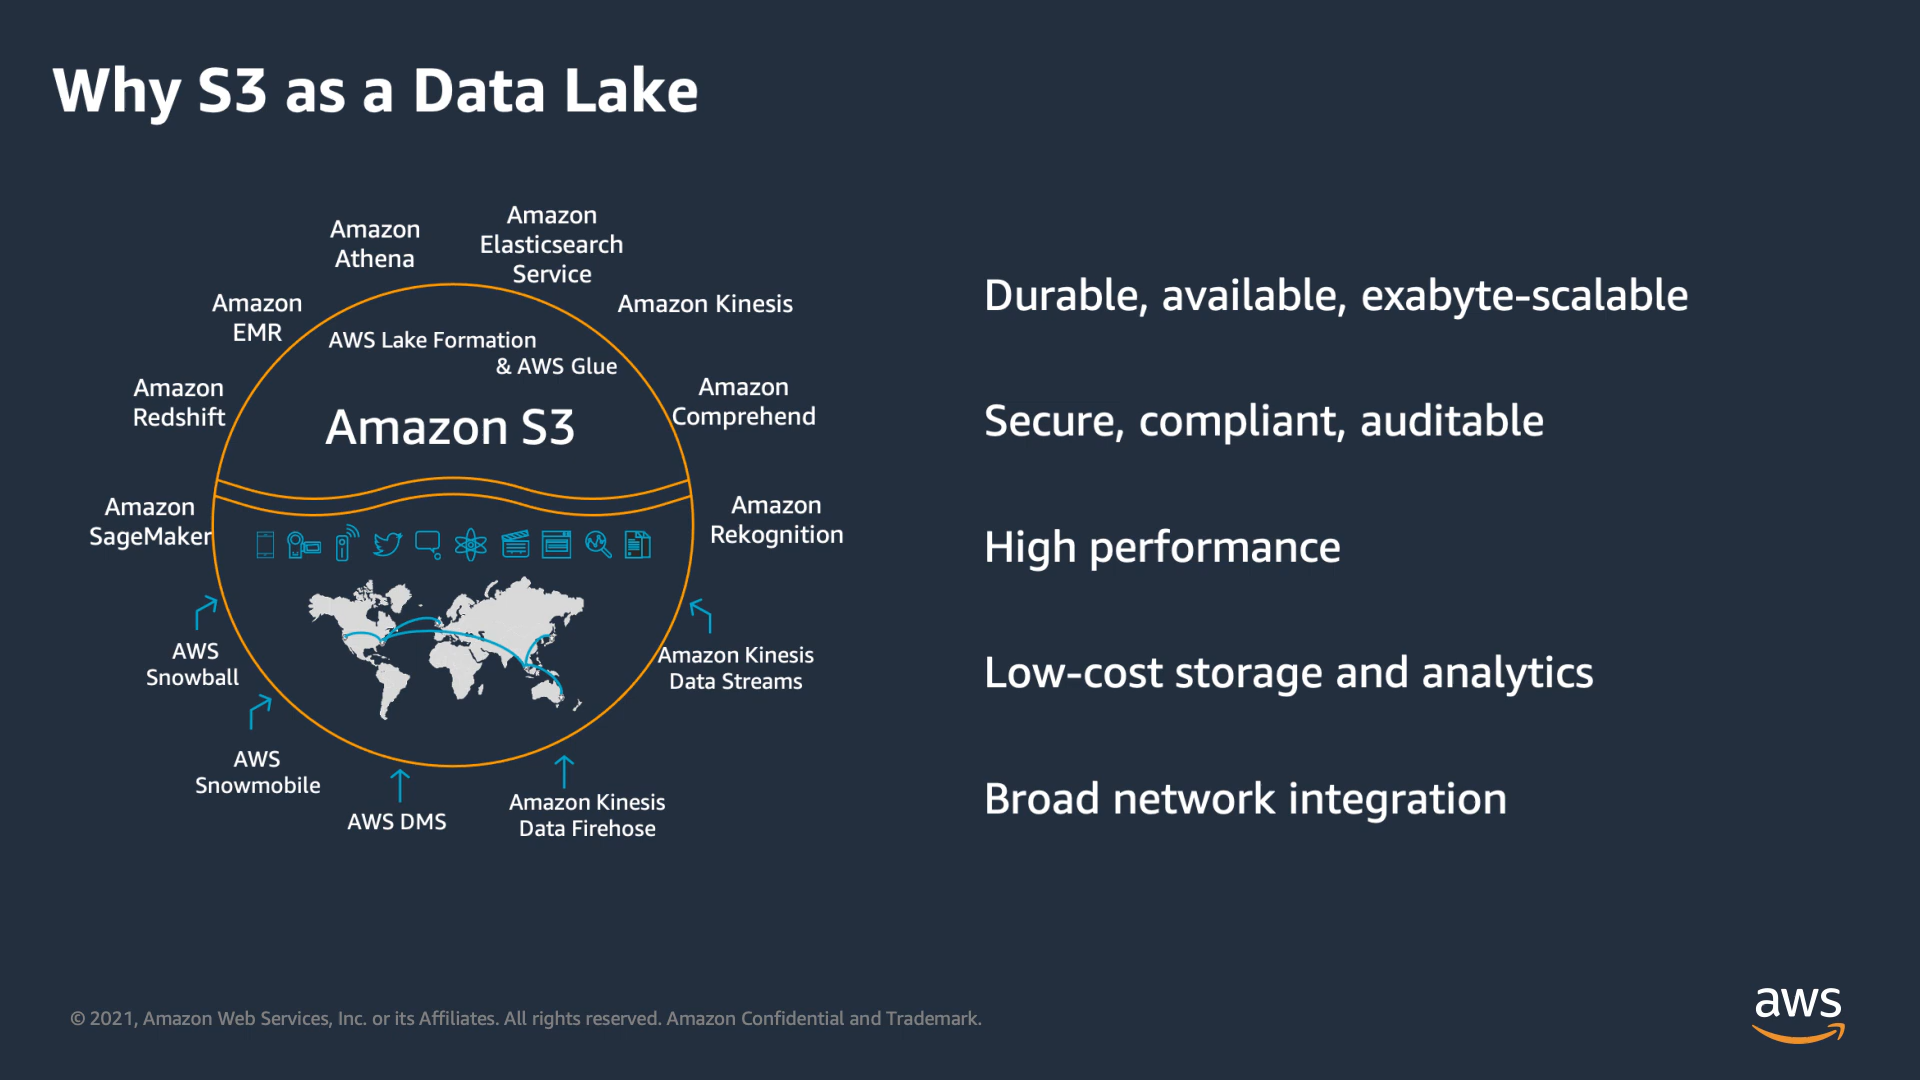 Why S3 as a Data Lake
Amazon
Athena
Amazon
Elasticsearch
Service
Amazon
EMR
Amazon Kinesis
AWS Lake Formation
& AWS Glue
Amazon
Redshift
Amazon
Comprehend
Amazon S3
Amazon
SageMaker
Amazon
Rekognition
AWS
Snowball
Amazon Kinesis
Data Streams
AWS
Snowmobile
AWS DMS
Amazon Kinesis
Data Firehose
Durable, available, exabyte-scalable
Secure, compliant, auditable
High performance
Low-cost storage and analytics
Broad network integration
© 2021, Amazon Web Services, Inc. or its Affiliates. All rights reserved. Amazon Confidential and Trademark.
aws